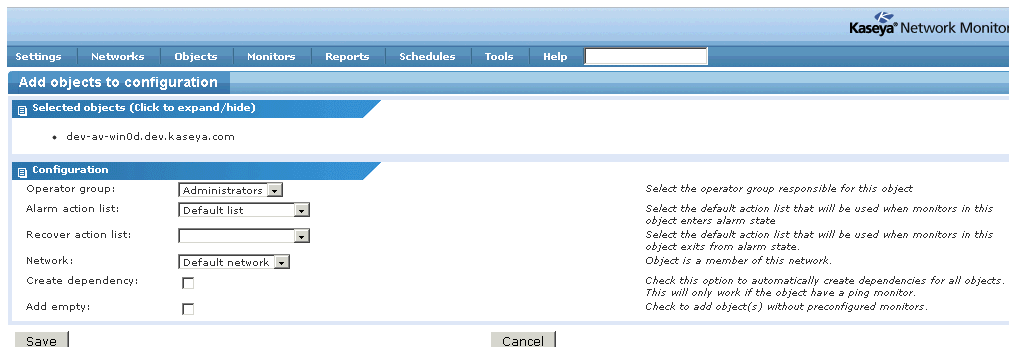 Kaseya® Network Monitor
Settings Networks Objects Monitors Reports Schedules Tools Help
Add objects to configuration
Selected objects (Click to expand/hide)
• dev-av-win0d.dev.kaseya.com
Configuration
Operator group: Administrators Select the operator group responsible for this object
Alarm action list: Default list Select the default action list that will be used when monitors in this
object enters alarm state
Recover action list: Select the default action list that will be used when monitors in this
object exits from alarm state.
Network: Default network Object is a member of this network.
Create dependency: Check this option to automatically create dependencies for all objects.
This will only work if the object have a ping monitor.
Add empty: Check to add object(s) without preconfigured monitors.
Save Cancel